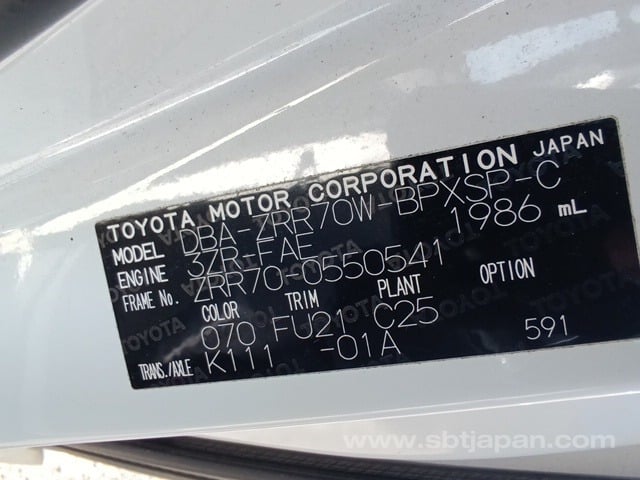 TOYOTA MOTOR CORPORATION JAPAN
MODEL DBA-ZRR70W-BPXSP-C
ENGINE 3ZR-FAE 1986 mL
FRAME No. ZRR70-0550541
COLOR TRIM PLANT OPTION
070 FU21 C25
TRANS./AXLE K111 -01A 591
www.sbtjapan.com